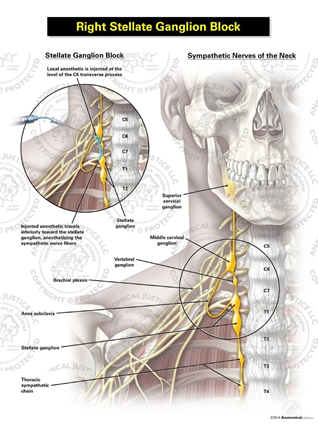 Right Stellate Ganglion Block
Stellate Ganglion Block
Local anesthetic is injected at the
level of the C6 transverse process
C5
C6
C7
T1
T2
Injected anesthetic travels
inferiorly toward the stellate
ganglion, anesthetizing the
sympathetic nerve fibers
Stellate
ganglion
Sympathetic Nerves of the Neck
Superior
cervical
ganglion
Middle cervical
ganglion
Vertebral
ganglion
Brachial plexus
Ansa subclavia
Stellate ganglion
Thoracic
sympathetic
chain
C5
C6
C7
T1
T2
T3
T4
©2014 Anatomical